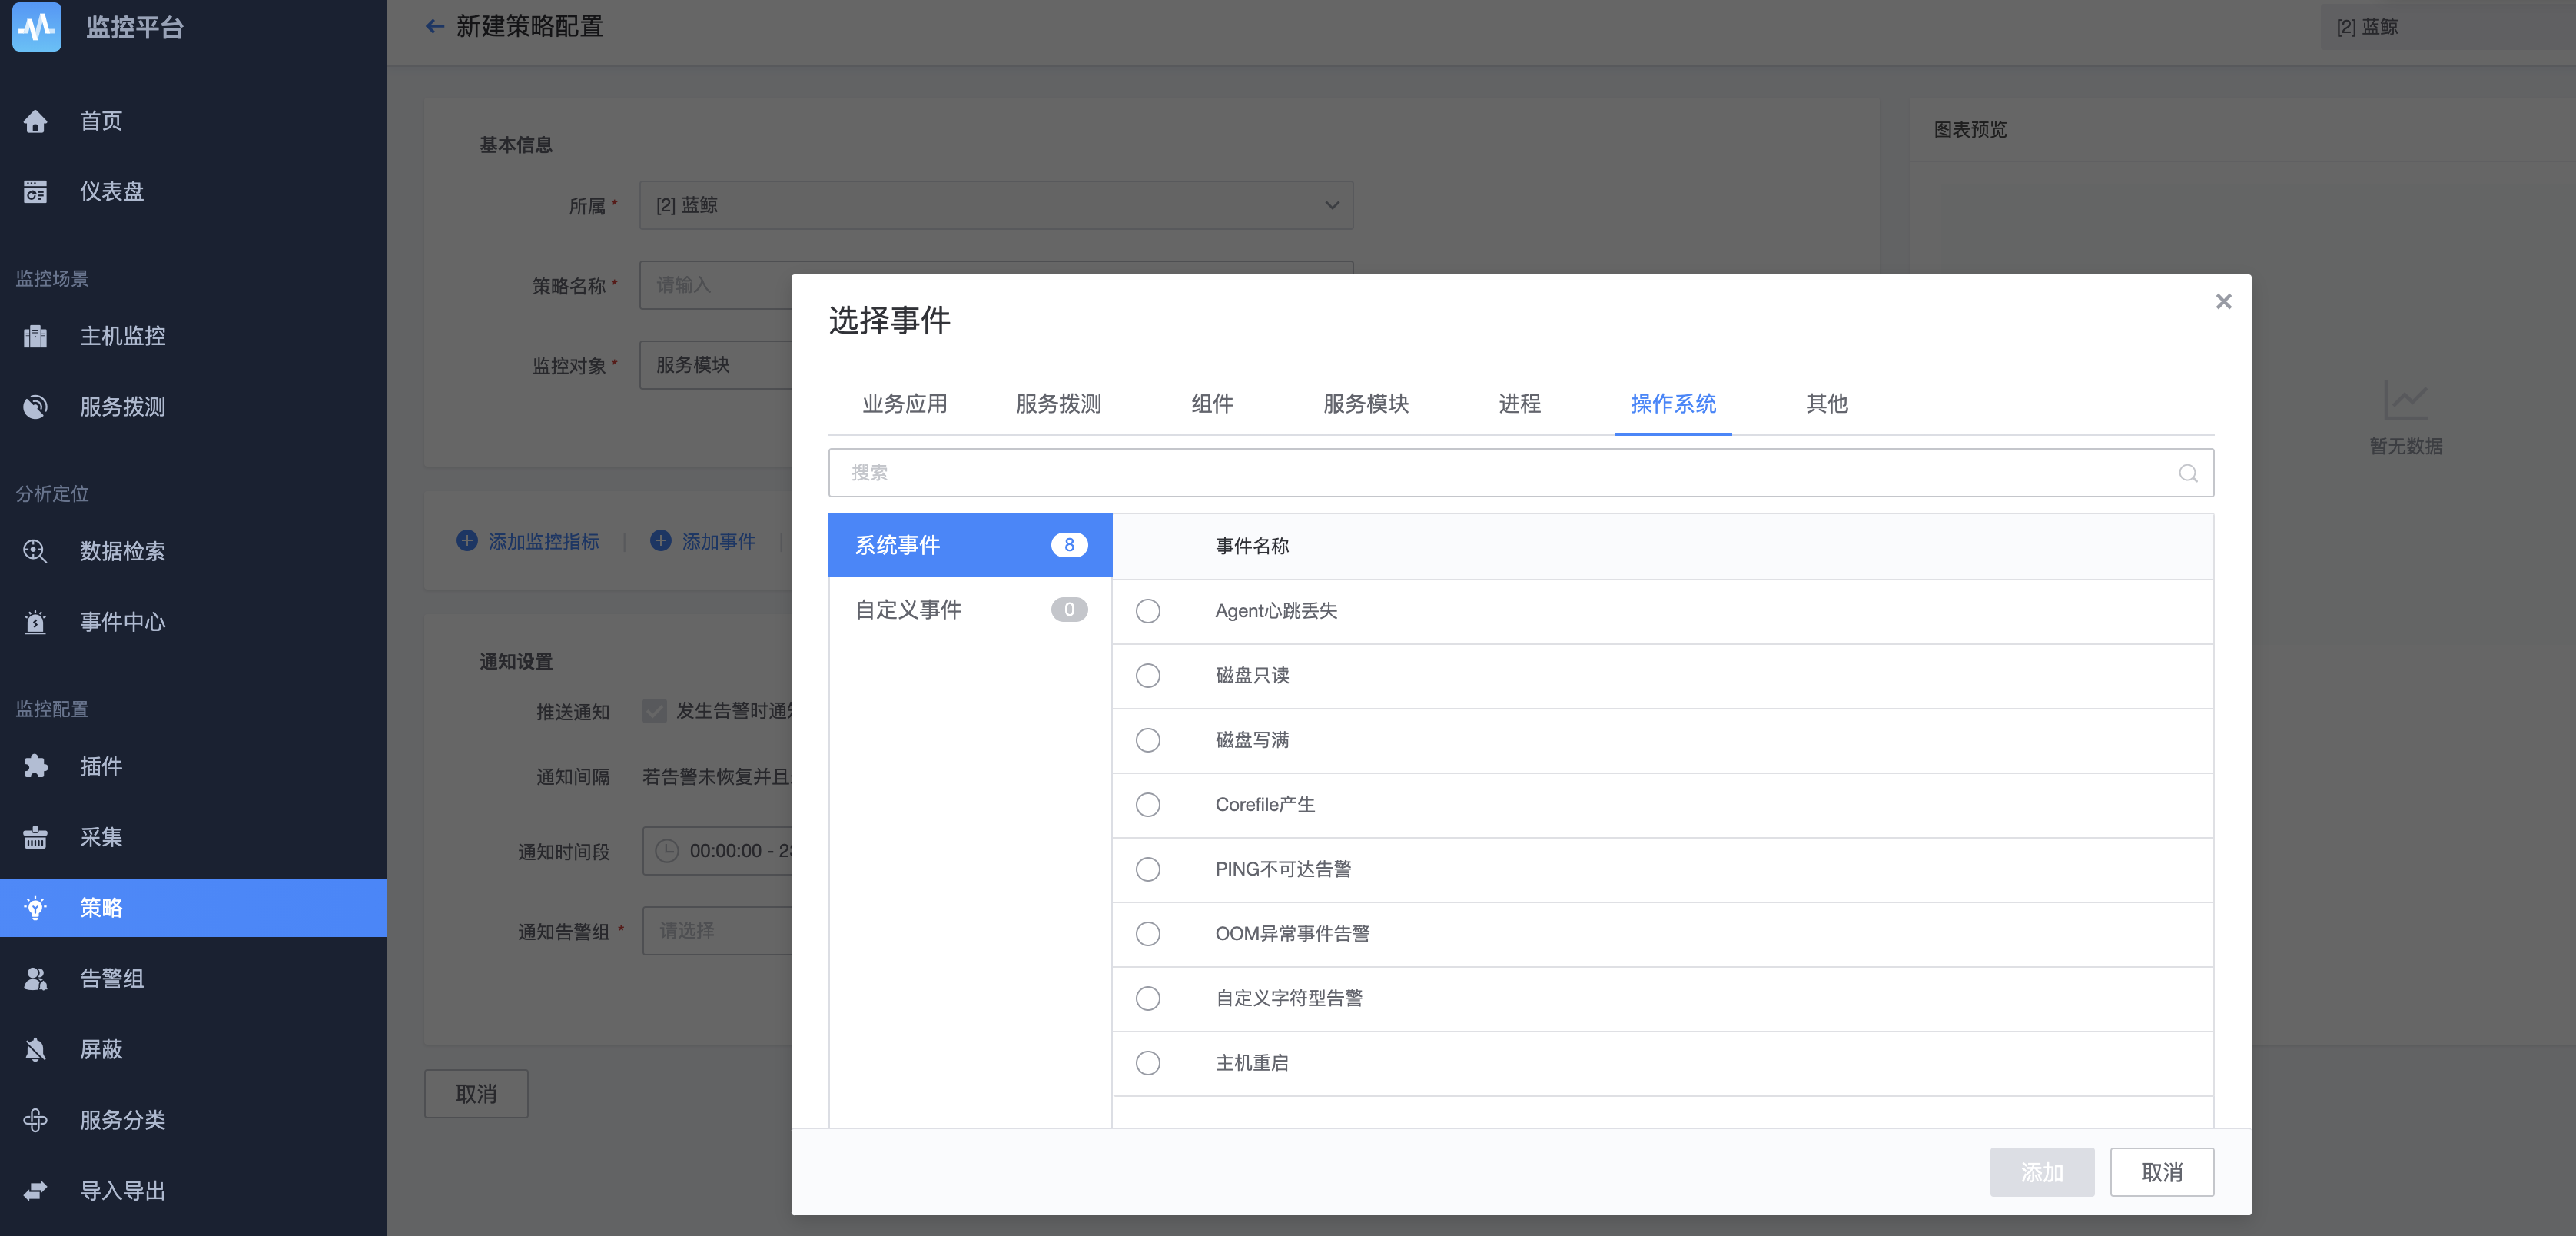 监控平台
首页
仪表盘
监控场景
主机监控
服务拨测
分析定位
数据检索
事件中心
监控配置
插件
采集
策略
告警组
屏蔽
服务分类
导入导出
新建策略配置
[2] 蓝鲸
基本信息
所属 *
[2] 蓝鲸
策略名称 *
请输入
监控对象 *
服务模块
添加监控指标
添加事件
通知设置
推送通知
发生告警时通
通知间隔
若告警未恢复并且
通知时间段
00:00:00 - 2
通知告警组 *
请选择
取消
图表预览
暂无数据
选择事件
业务应用
服务拨测
组件
服务模块
进程
操作系统
其他
搜索
系统事件 8
自定义事件 0
事件名称
Agent心跳丢失
磁盘只读
磁盘写满
Corefile产生
PING不可达告警
OOM异常事件告警
自定义字符型告警
主机重启
添加
取消